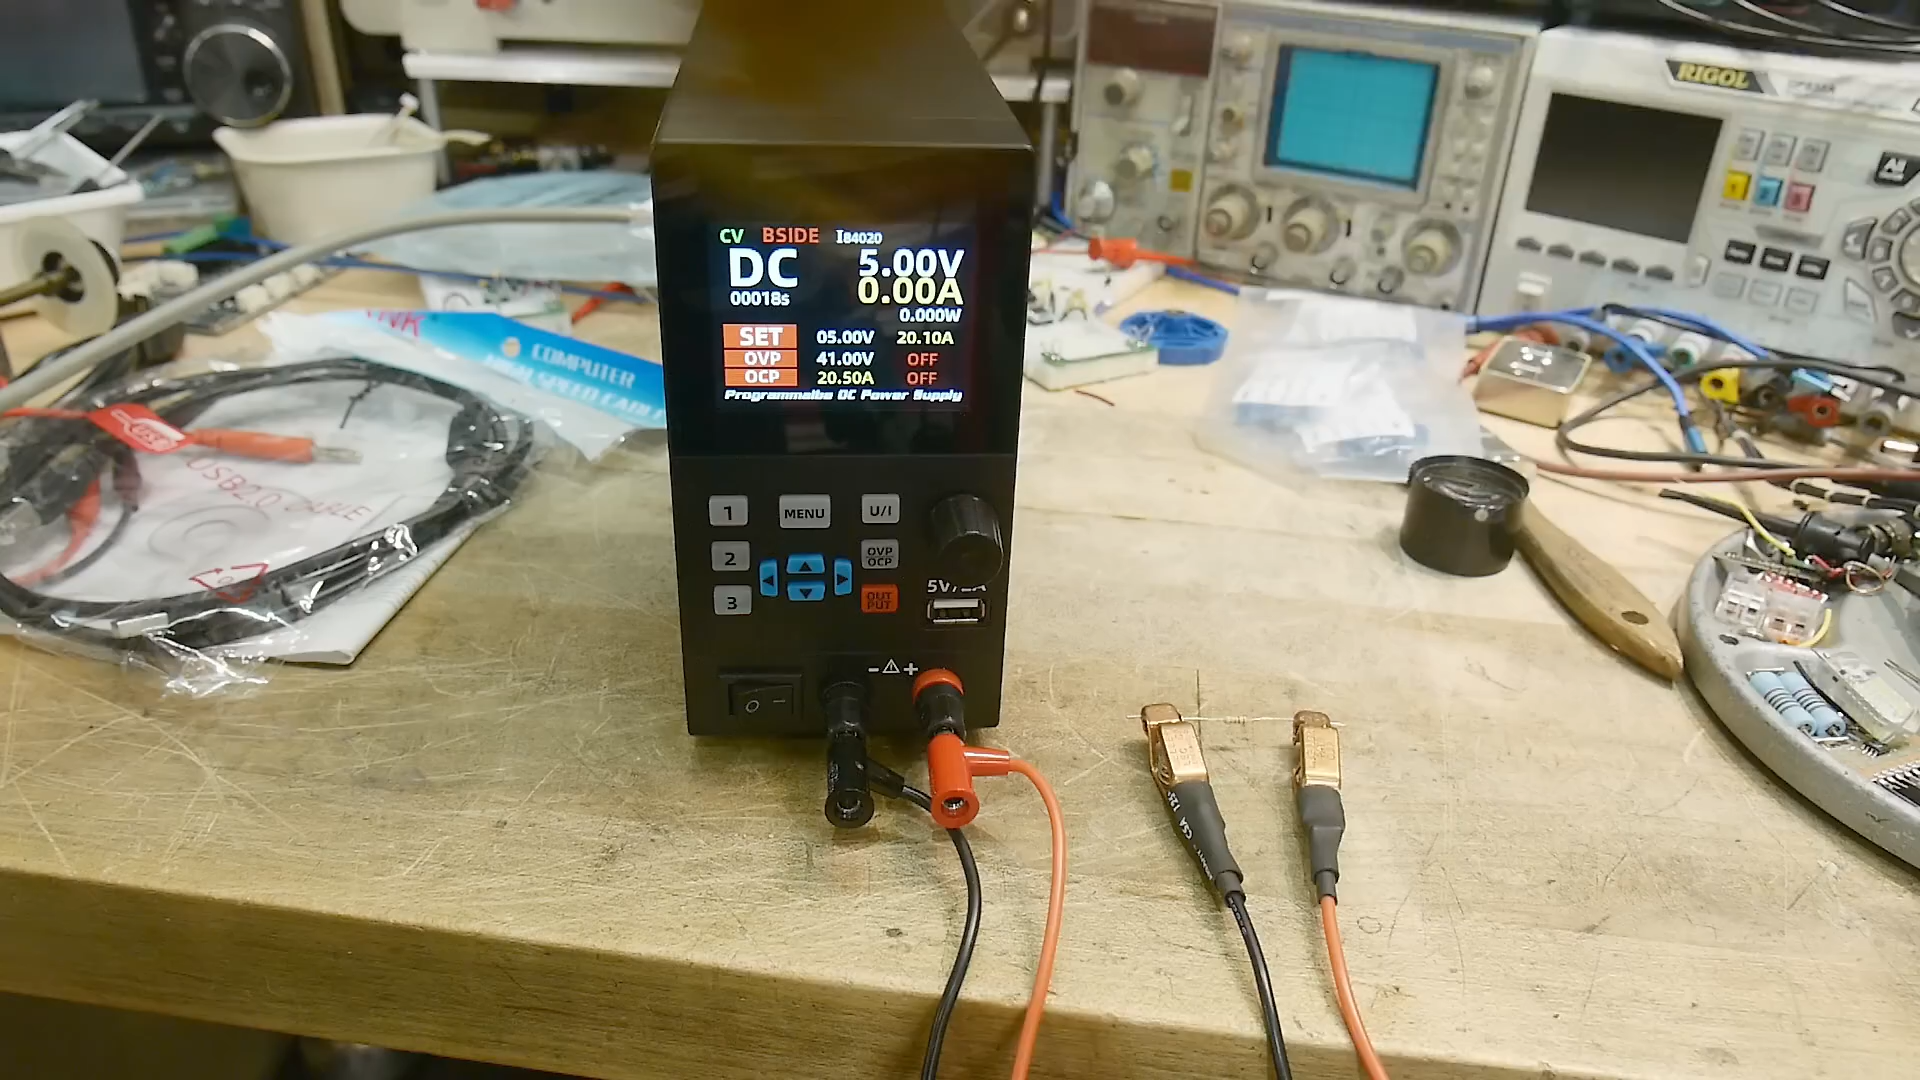 CV BSIDE I84020
DC 5.00V
0.00A
00018s
0.000W
SET 05.00V 20.10A
OVP 41.00V OFF
OCP 20.50A OFF
Programmalbe DC Power Supply
1 MENU U/I
2 OVP OCP
3 OUT PUT
- +
COMPUTER
HIGH SPEED CABLE
USB2.0 CABLE
RIGOL
All